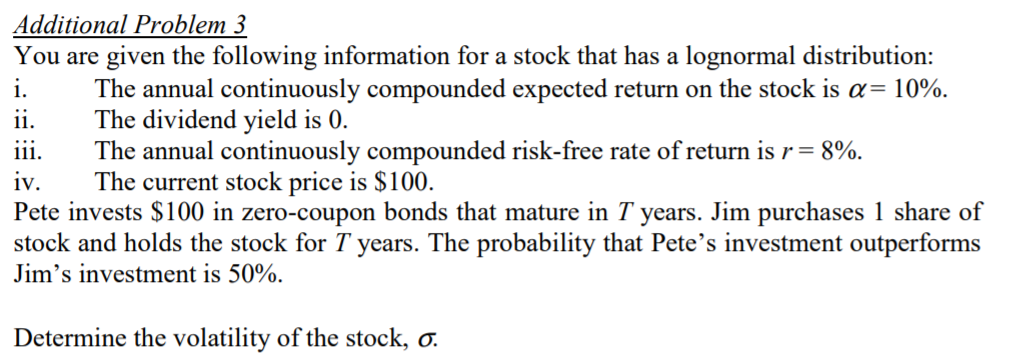 Additional Problem 3
You are given the following information for a stock that has a lognormal distribution:
i. The annual continuously compounded expected return on the stock is α= 10%.
ii. The dividend yield is 0.
iii. The annual continuously compounded risk-free rate of return is r = 8%.
iv. The current stock price is $100.
Pete invests $100 in zero-coupon bonds that mature in T years. Jim purchases 1 share of
stock and holds the stock for T years. The probability that Pete’s investment outperforms
Jim’s investment is 50%.
Determine the volatility of the stock, σ.